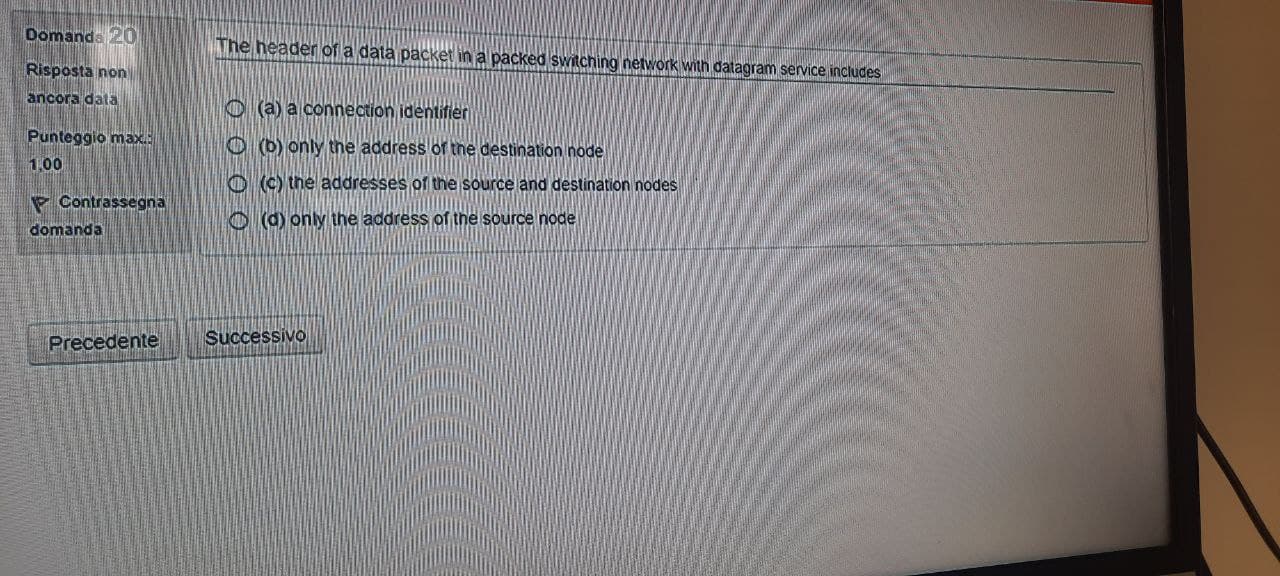 Domanda 20
Risposta non
ancora data
Punteggio max.:
1,00
Contrassegna
domanda
The header of a data packet in a packed switching network with datagram service includes
(a) a connection identifier
(b) only the address of the destination node
(c) the addresses of the source and destination nodes
(d) only the address of the source node
Precedente
Successivo